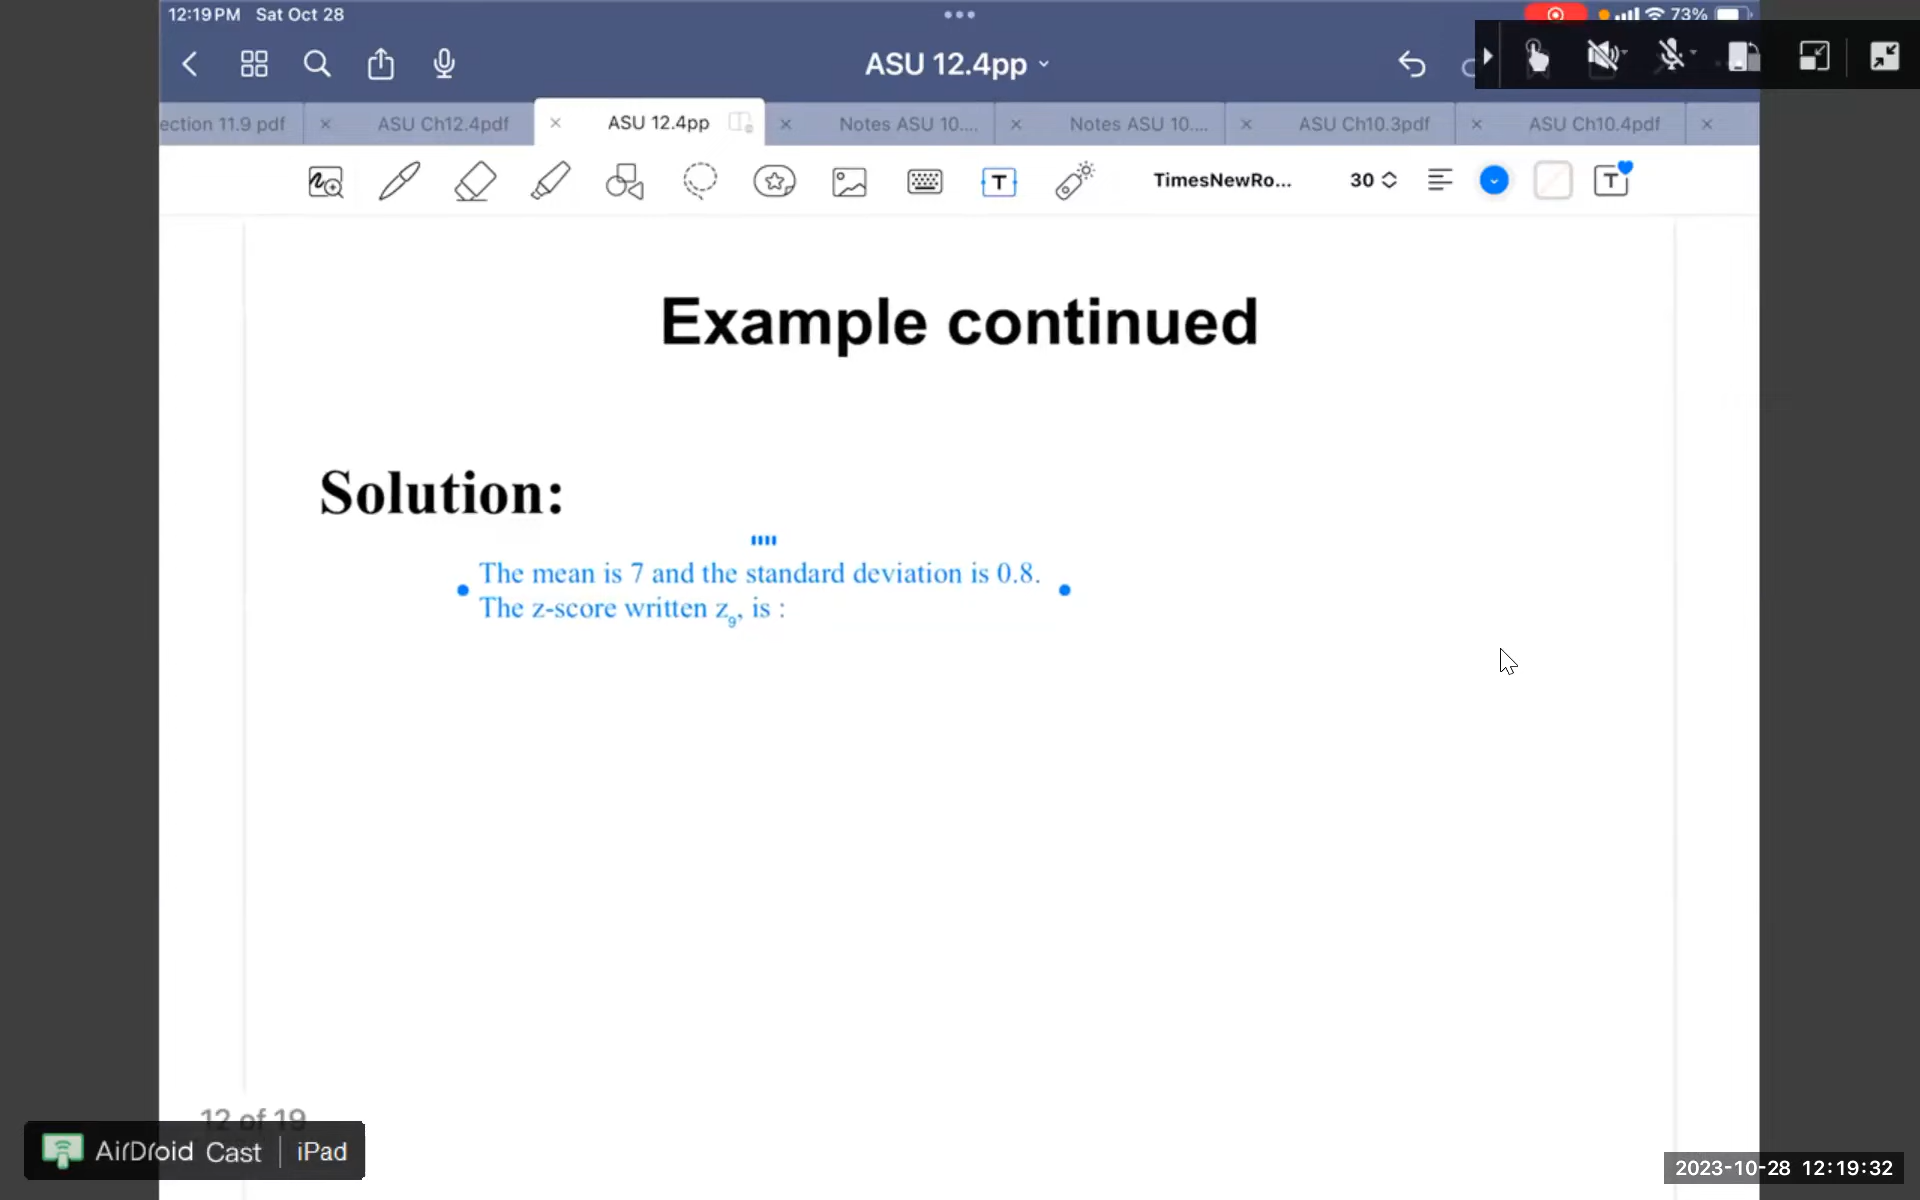 12:19 PM Sat Oct 28
73%
ASU 12.4pp
ection 11.9 pdf
ASU Ch12.4pdf
ASU 12.4pp
Notes ASU 10....
Notes ASU 10....
ASU Ch10.3pdf
ASU Ch10.4pdf
T
TimesNewRo...
30
T
Example continued
Solution:
The mean is 7 and the standard deviation is 0.8.
The z-score written z₉, is :
12 of 19
AirDroid Cast | iPad
2023-10-28 12:19:32